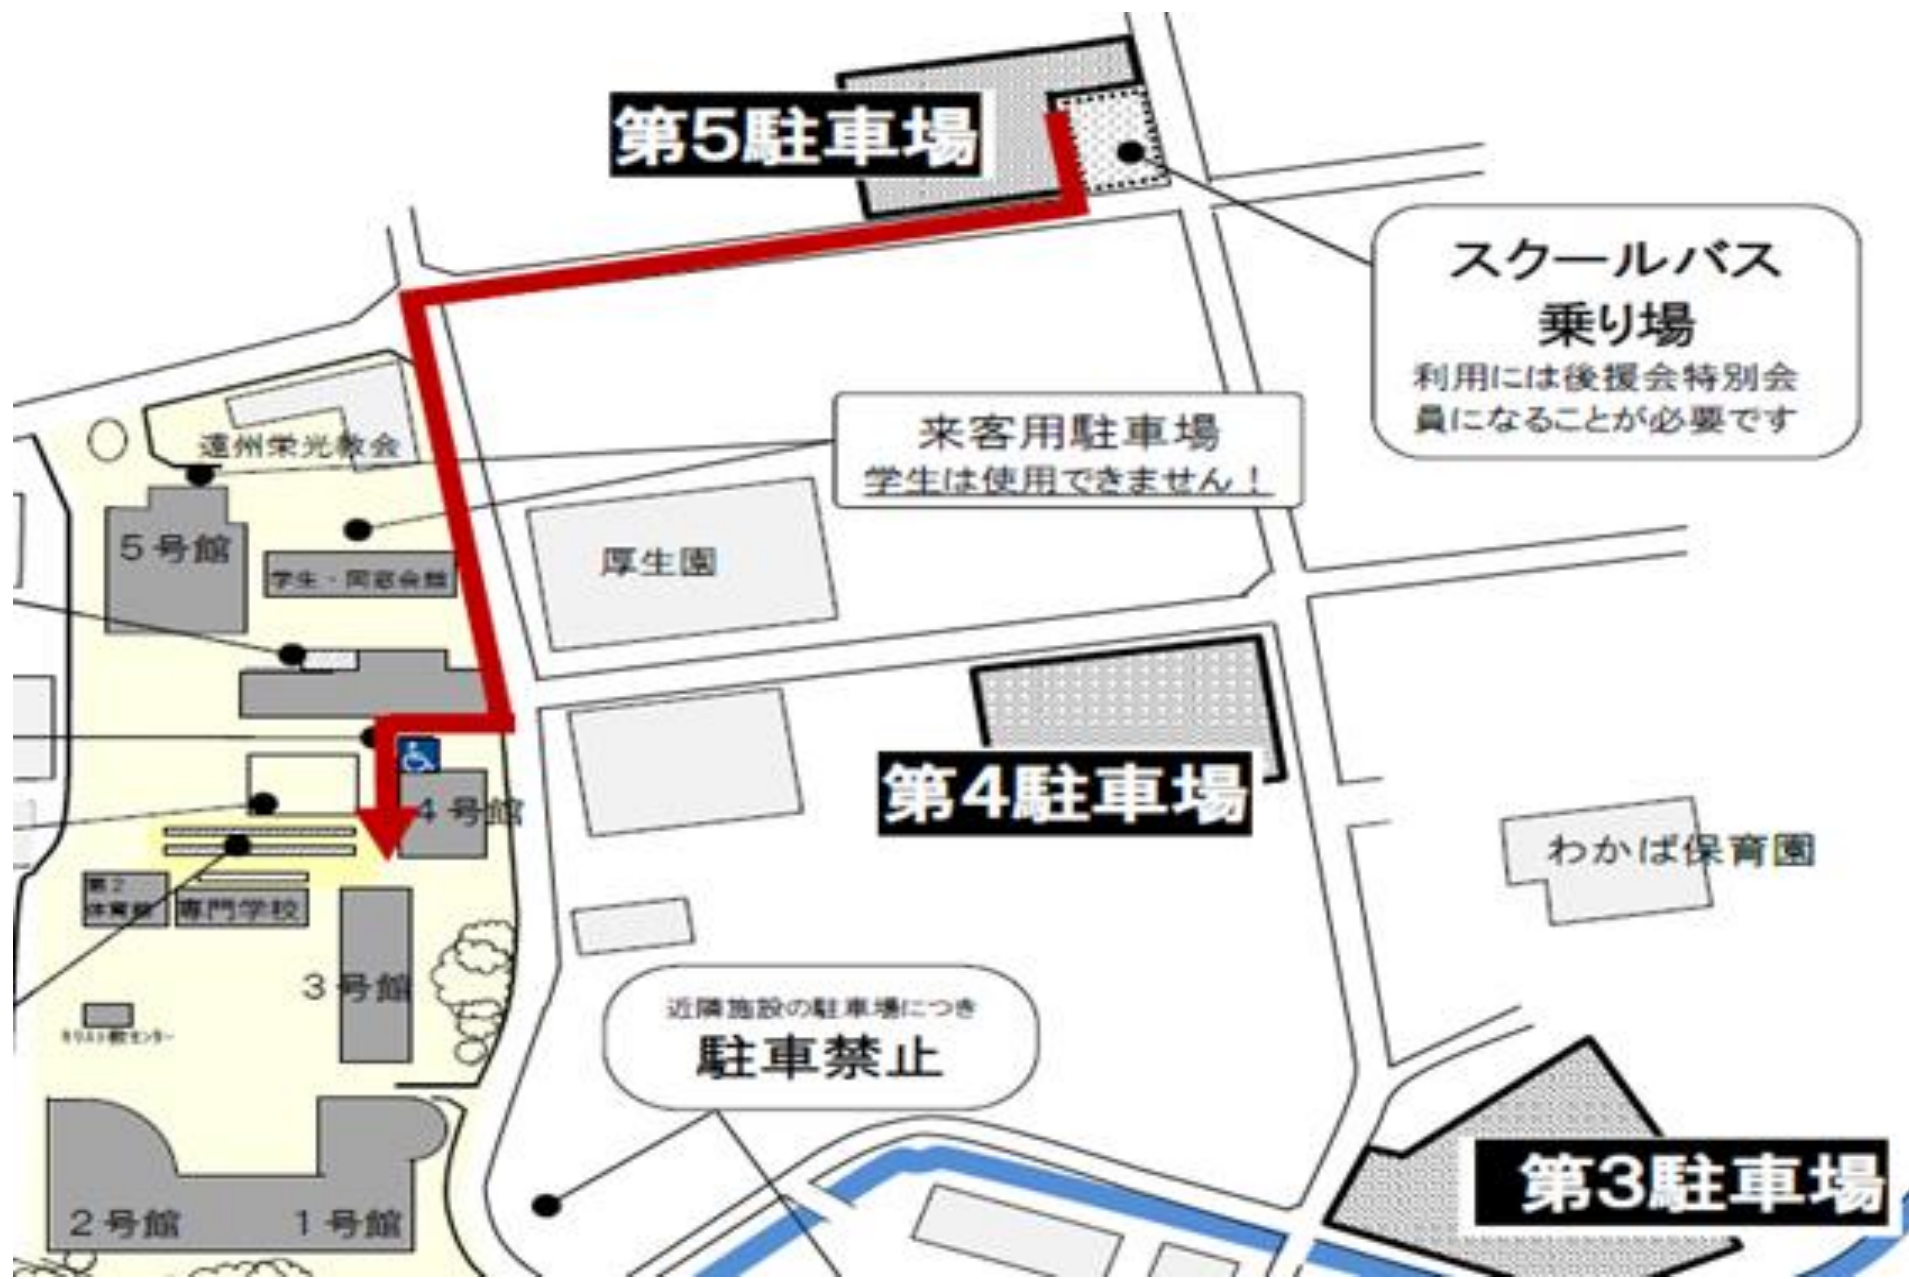 第5駐車場
スクールバス
乗り場
利用には後援会特別会
員になることが必要です
来客用駐車場
学生は使用できません！
遠州栄光教会
5号館
学生・同窓会館
厚生園
第4駐車場
4号館
わかば保育園
第2
体育館
専門学校
3号館
近隣施設の駐車場につき
駐車禁止
第3駐車場
2号館
1号館